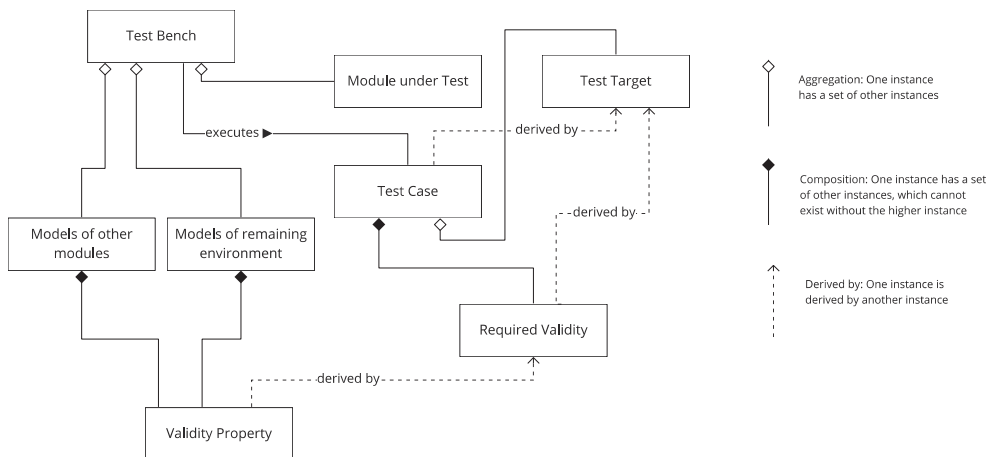 Test Bench
Module under Test
Test Target
executes ▶
derived by
Test Case
derived by
Models of other
modules
Models of remaining
environment
Required Validity
derived by
Validity Property
Aggregation: One instance
has a set of other instances
Composition: One instance has a set
of other instances, which cannot
exist without the higher instance
Derived by: One instance is
derived by another instance